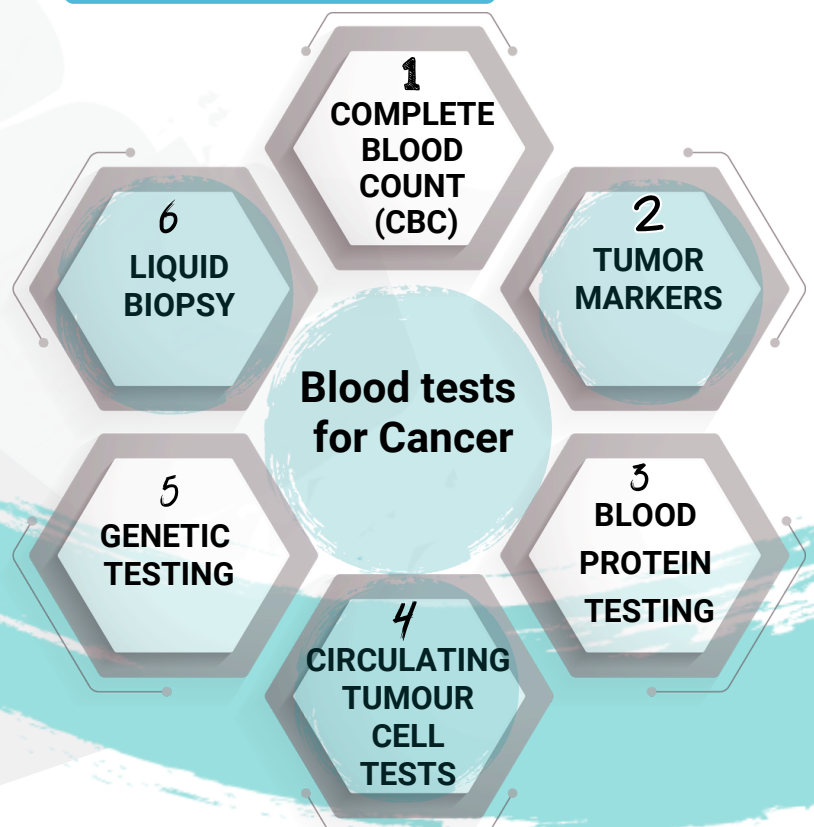 1
COMPLETE
BLOOD
COUNT
(CBC)
2
TUMOR
MARKERS
3
BLOOD
PROTEIN
TESTING
4
CIRCULATING
TUMOUR
CELL
TESTS
5
GENETIC
TESTING
6
LIQUID
BIOPSY
Blood tests
for Cancer